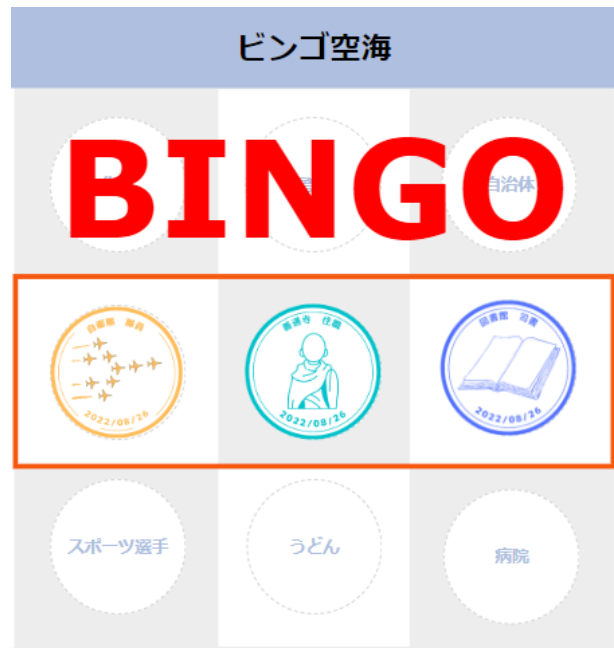 ビンゴ空海
BINGO
自治体
自衛隊 隊員
2022/08/26
善通寺 住職
2022/08/26
図書館 司書
2022/08/26
スポーツ選手
うどん
病院